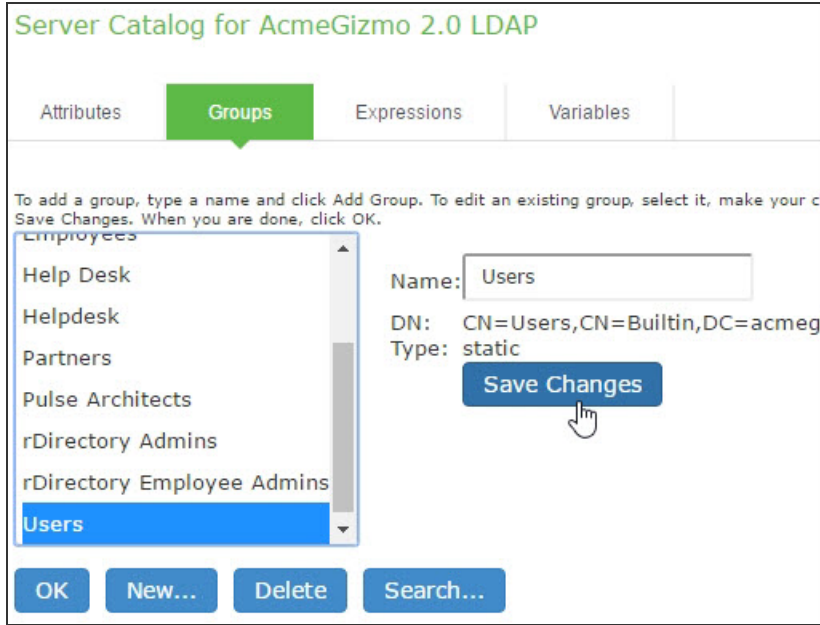 Server Catalog for AcmeGizmo 2.0 LDAP
Attributes
Groups
Expressions
Variables
To add a group, type a name and click Add Group. To edit an existing group, select it, make your c
Save Changes. When you are done, click OK.
Employees
Help Desk
Helpdesk
Partners
Pulse Architects
rDirectory Admins
rDirectory Employee Admins
Users
Name: Users
DN: CN=Users,CN=Builtin,DC=acmeg
Type: static
Save Changes
OK
New...
Delete
Search...